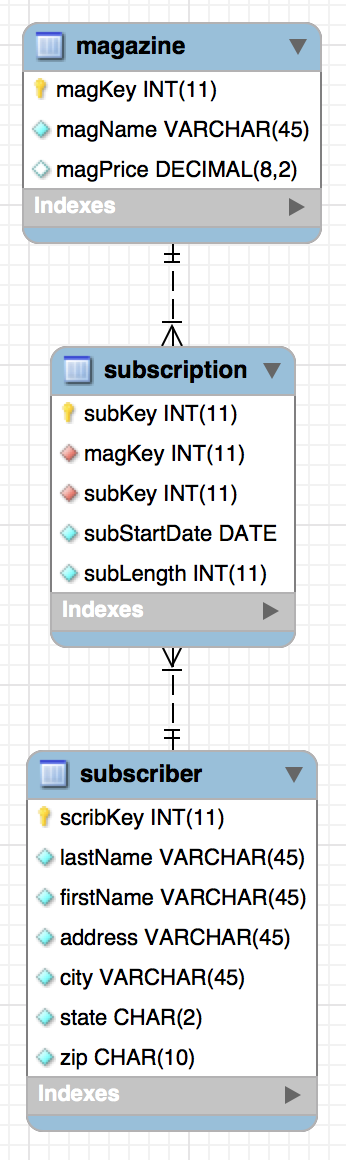 magazine
magKey INT(11)
magName VARCHAR(45)
magPrice DECIMAL(8,2)
Indexes
subscription
subKey INT(11)
magKey INT(11)
subKey INT(11)
subStartDate DATE
subLength INT(11)
Indexes
subscriber
scribKey INT(11)
lastName VARCHAR(45)
firstName VARCHAR(45)
address VARCHAR(45)
city VARCHAR(45)
state CHAR(2)
zip CHAR(10)
Indexes